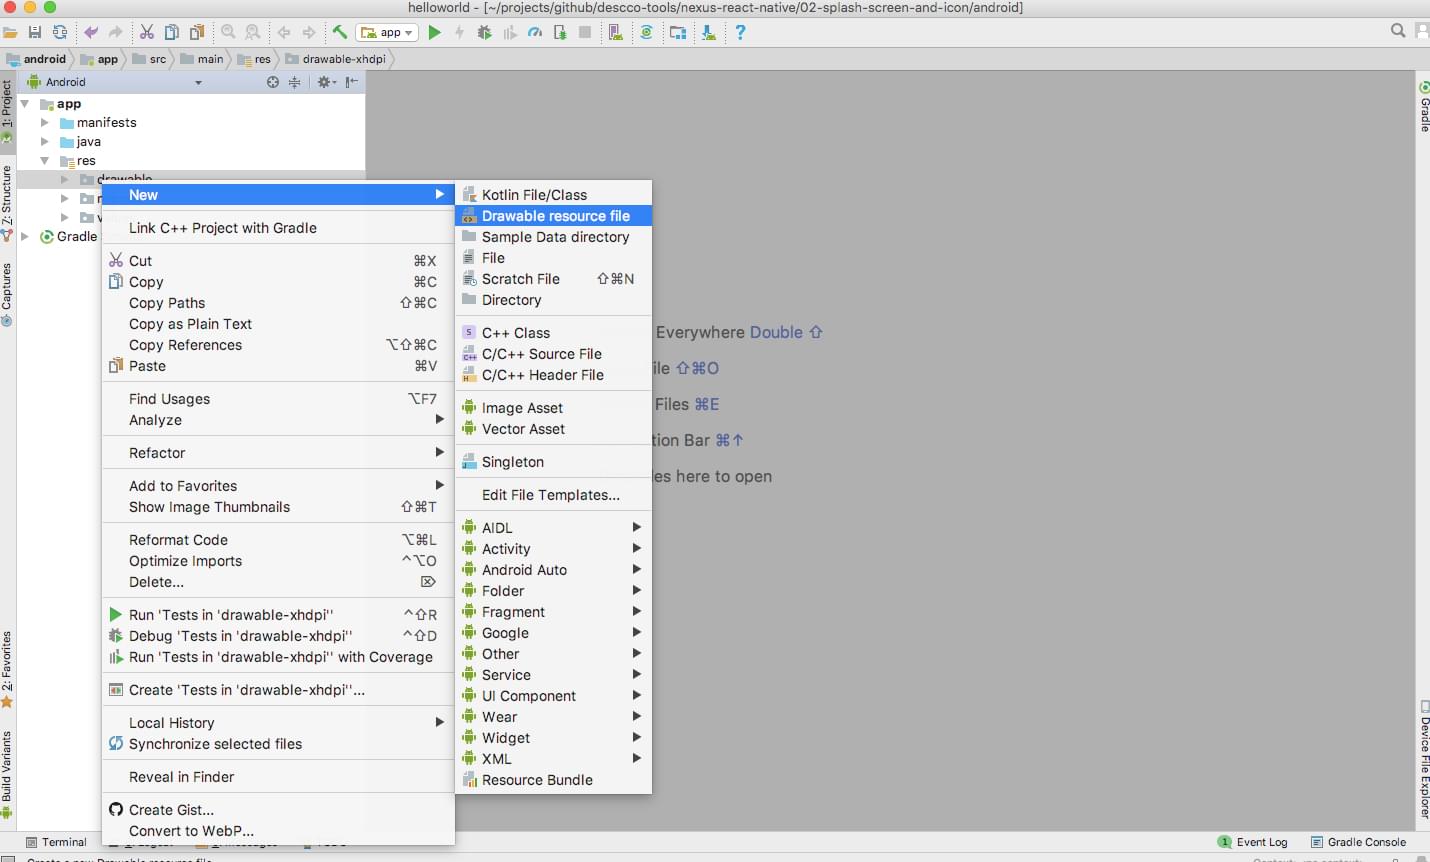 helloworld - [~/projects/github/descco-tools/nexus-react-native/02-splash-screen-and-icon/android]
app
android app src main res drawable-xhdpi
Android
1: Project
7: Structure
Captures
2: Favorites
Build Variants
app
manifests
java
res
drawable
Gradle
New
Link C++ Project with Gradle
Cut ⌘X
Copy ⌘C
Copy Paths ⇧⌘C
Copy as Plain Text
Copy References ⌥⇧⌘C
Paste ⌘V
Find Usages ⌥F7
Analyze
Refactor
Add to Favorites
Show Image Thumbnails ⇧⌘T
Reformat Code ⌥⌘L
Optimize Imports ^⌥O
Delete... ⌦
Run 'Tests in 'drawable-xhdpi'' ^⇧R
Debug 'Tests in 'drawable-xhdpi'' ^⇧D
Run 'Tests in 'drawable-xhdpi'' with Coverage
Create 'Tests in 'drawable-xhdpi''...
Local History
Synchronize selected files
Reveal in Finder
Create Gist...
Convert to WebP...
Kotlin File/Class
Drawable resource file
Sample Data directory
File
Scratch File ⇧⌘N
Directory
S C++ Class
C++ C/C++ Source File
H C/C++ Header File
Image Asset
Vector Asset
Singleton
Edit File Templates...
AIDL
Activity
Android Auto
Folder
Fragment
Google
Other
Service
UI Component
Wear
Widget
XML
Resource Bundle
Everywhere Double ⇧
ile ⇧⌘O
Files ⌘E
tion Bar ⌘↑
es here to open
Gradle
Device File Explorer
Terminal
1 Event Log
Gradle Console
Create a new Drawable resource file